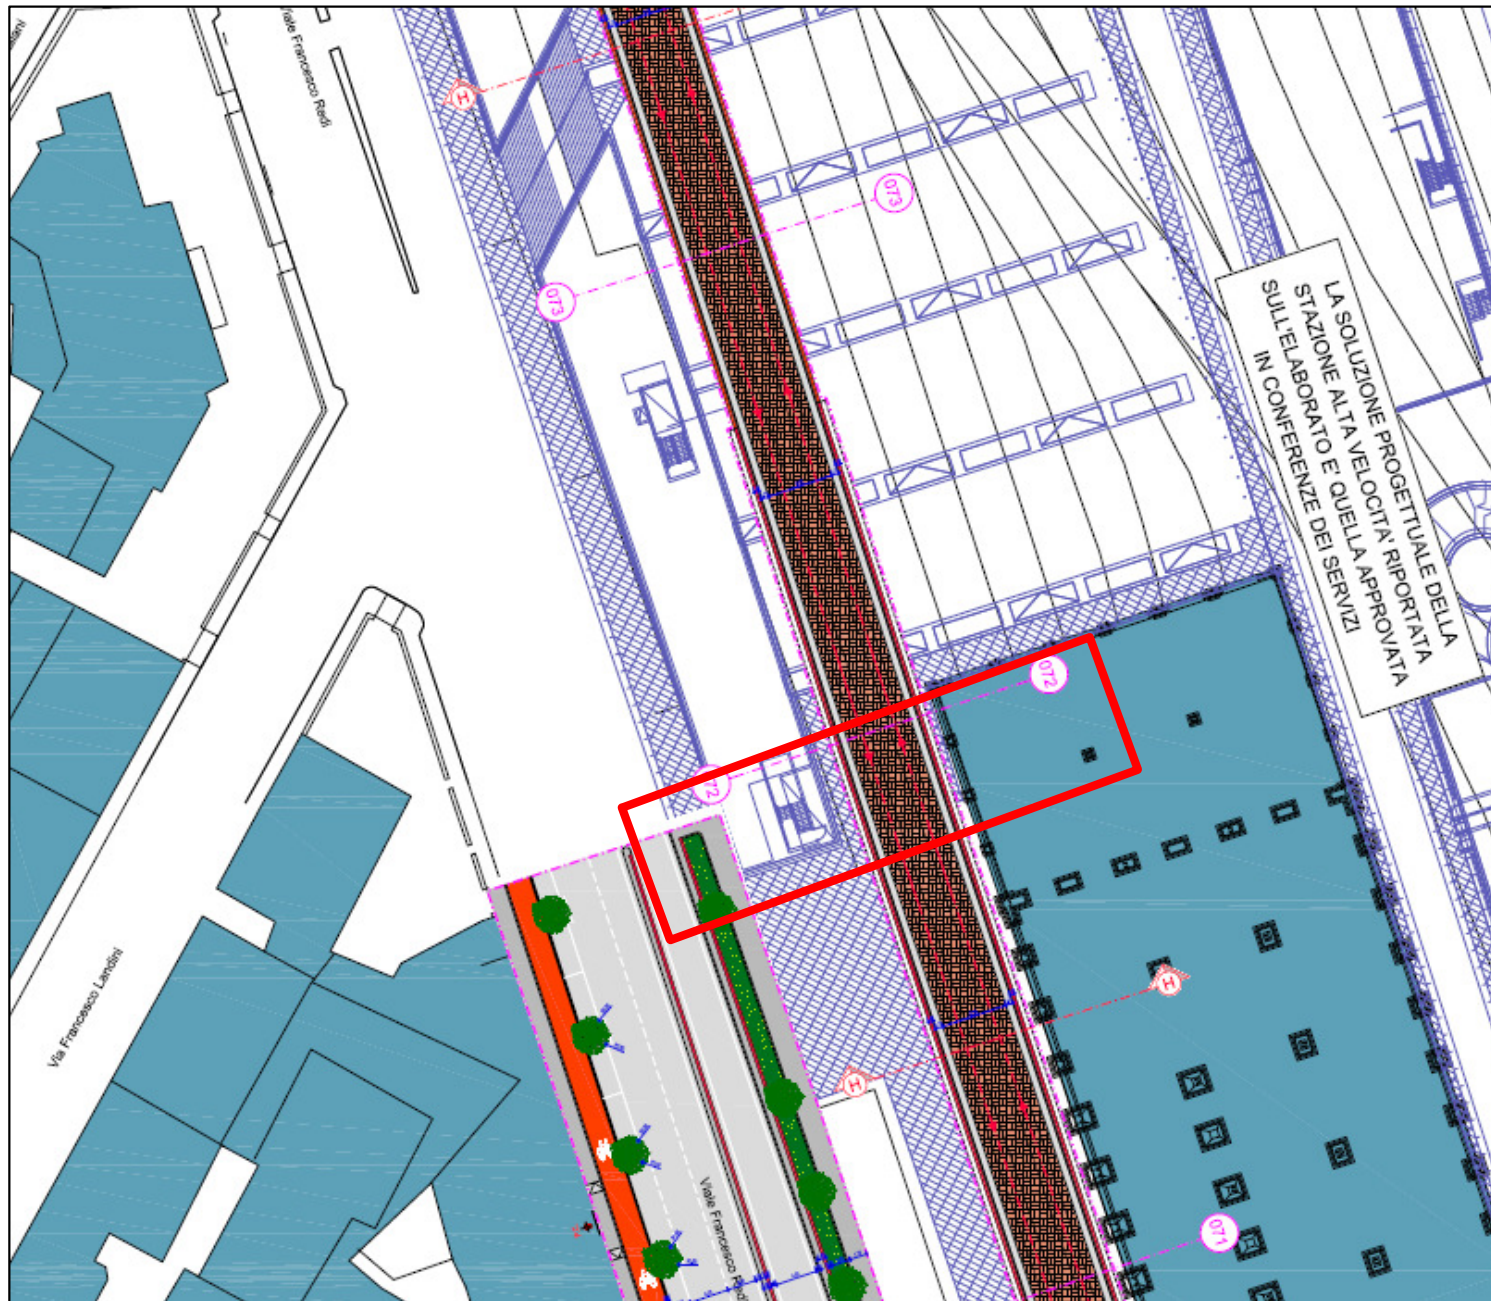 Viale Francesco Redi
H
073
073
LA SOLUZIONE PROGETTUALE DELLA
STAZIONE ALTA VELOCITA' RIPORTATA
SULL'ELABORATO E' QUELLA APPROVATA
IN CONFERENZE DEI SERVIZI
072
072
H
H
Via Francesco Landini
Viale Francesco Redi
071